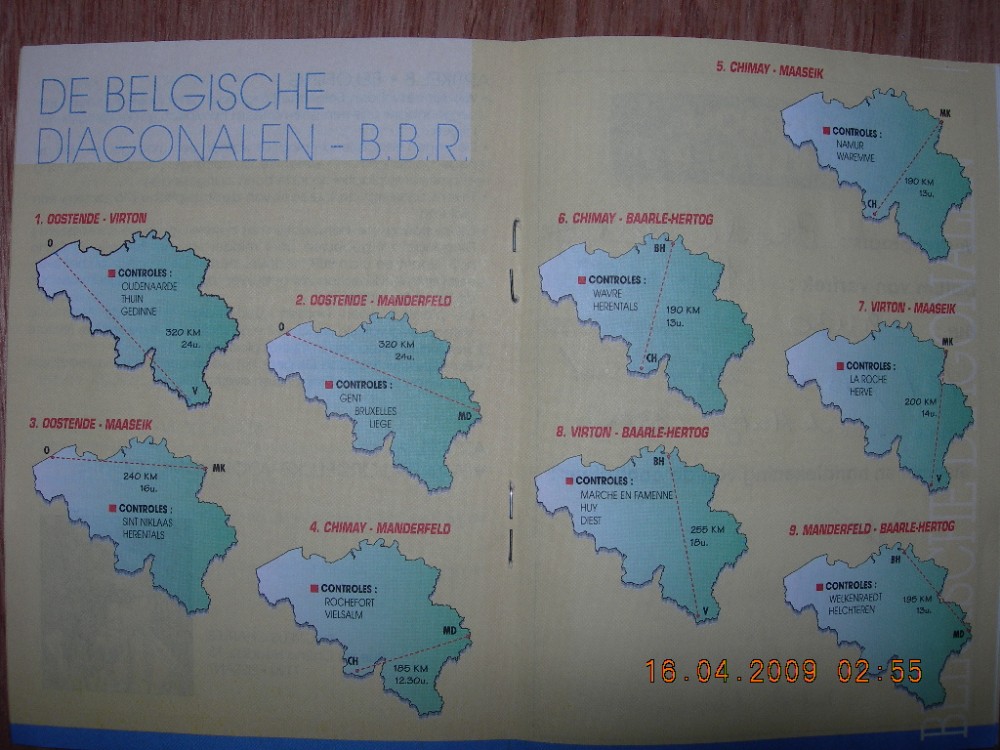 DE BELGISCHE
DIAGONALEN - B.B.R.
1. OOSTENDE - VIRTON
O
CONTROLES :
OUDENAARDE
THUIN
GEDINNE
320 KM
24u.
V
2. OOSTENDE - MANDERFELD
O
320 KM
24u.
CONTROLES :
GENT
BRUXELLES
LIEGE
MD
3. OOSTENDE - MAASEIK
O
MK
240 KM
16u.
CONTROLES :
SINT NIKLAAS
HERENTALS
4. CHIMAY - MANDERFELD
CONTROLES :
ROCHEFORT
VIELSALM
MD
CH
185 KM
12.30u.
5. CHIMAY - MAASEIK
MK
CONTROLES :
NAMUR
WAREMME
190 KM
13u.
CH
6. CHIMAY - BAARLE-HERTOG
BH
CONTROLES :
WAVRE
HERENTALS
190 KM
13u.
CH
7. VIRTON - MAASEIK
MK
CONTROLES :
LA ROCHE
HERVE
200 KM
14u.
V
8. VIRTON - BAARLE-HERTOG
BH
CONTROLES :
MARCHE EN FAMENNE
HUY
DIEST
255 KM
18u.
V
9. MANDERFELD - BAARLE-HERTOG
BH
CONTROLES :
WELKENRAEDT
HELCHTEREN
195 KM
13u.
MD
16.04.2009 02:55